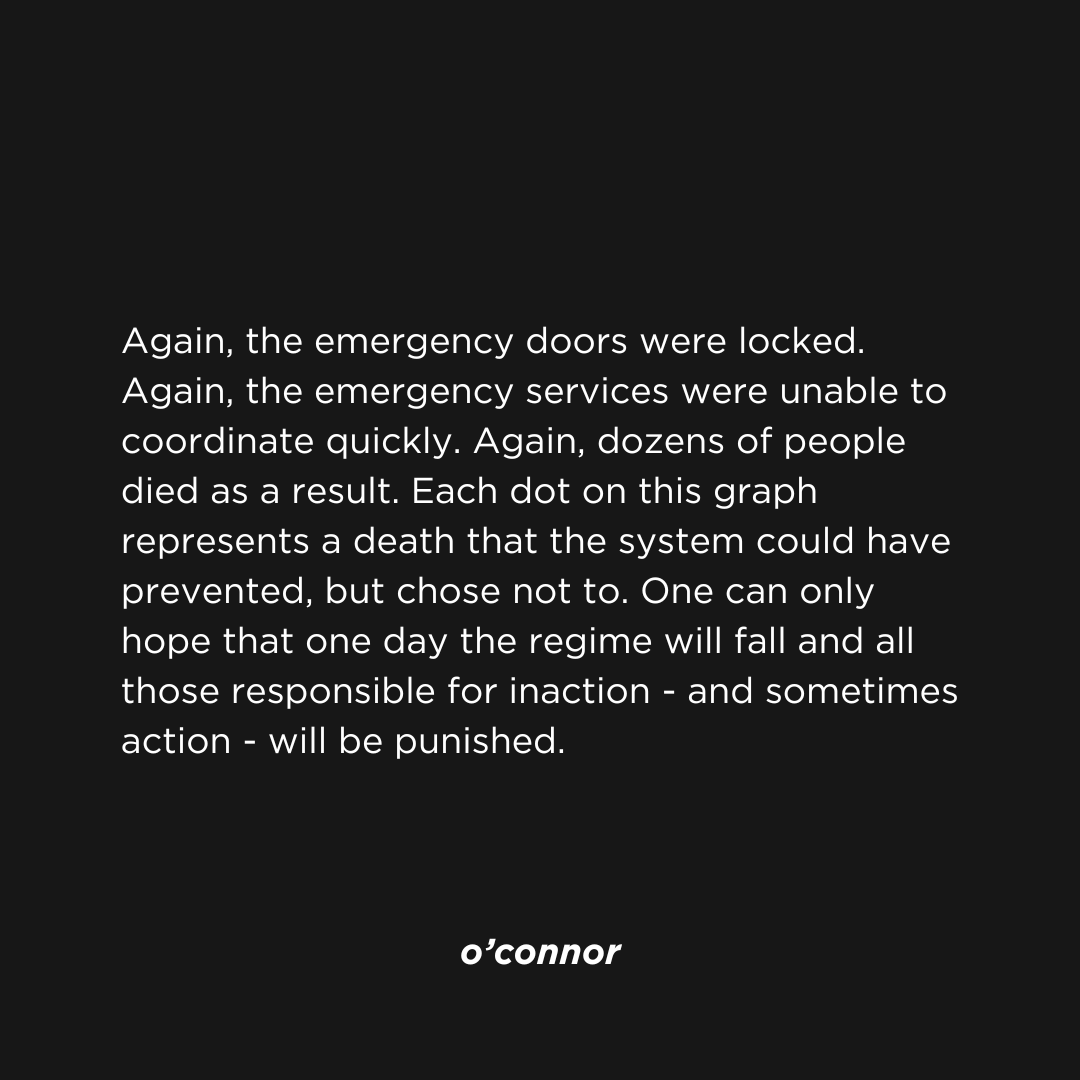 Again, the emergency doors were locked.
Again, the emergency services were unable to
coordinate quickly. Again, dozens of people
died as a result. Each dot on this graph
represents a death that the system could have
prevented, but chose not to. One can only
hope that one day the regime will fall and all
those responsible for inaction - and sometimes
action - will be punished.
o’connor